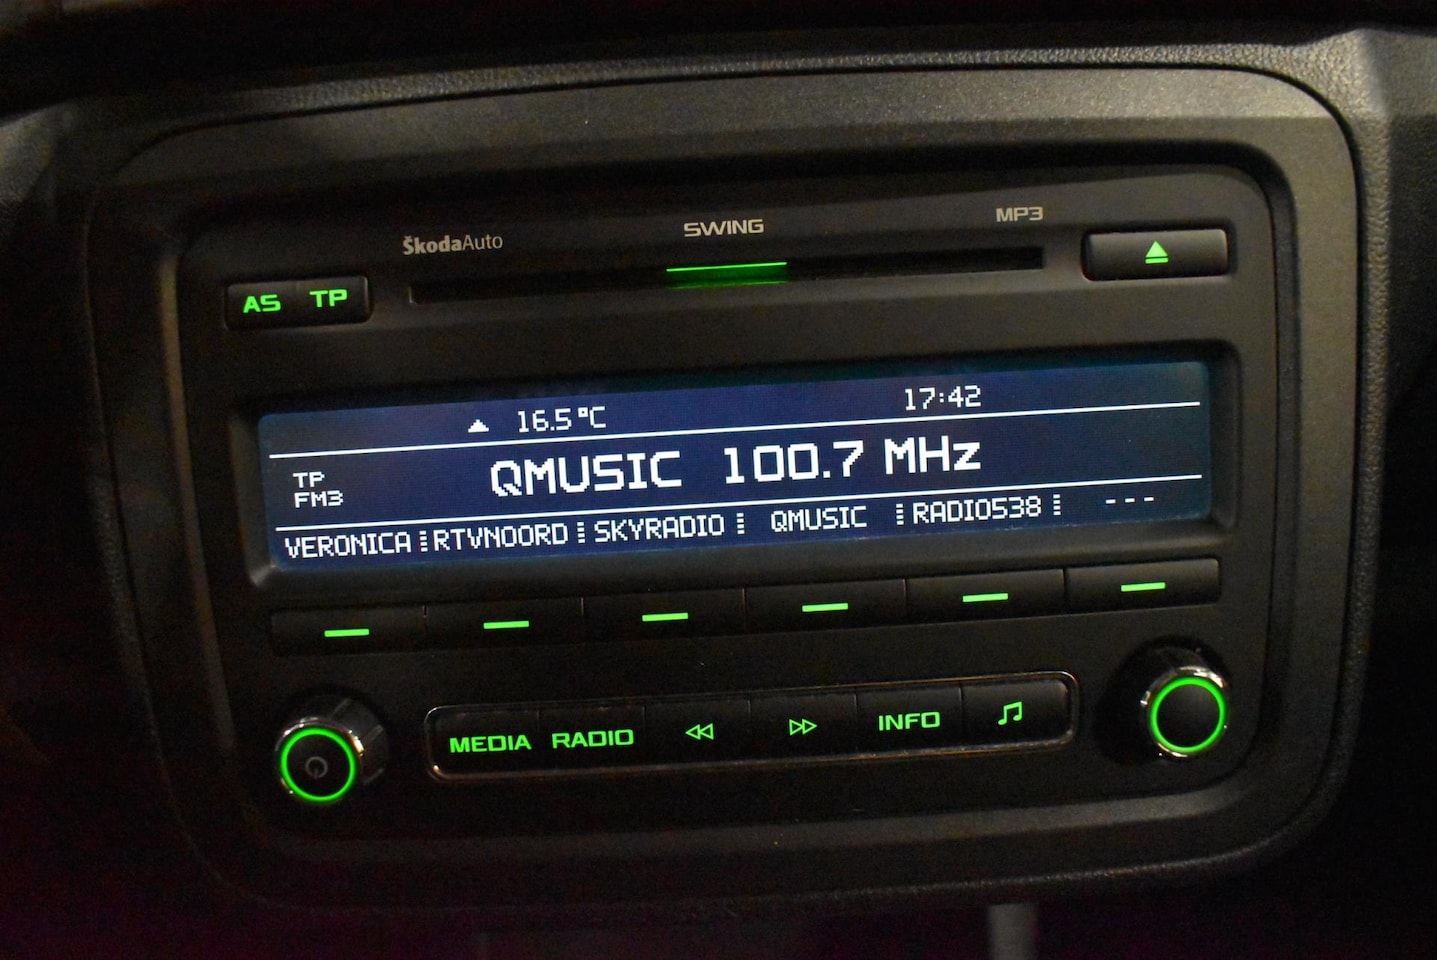 ŠkodaAuto SWING MP3
AS TP
16.5°C 17:42
TP
FM3
QMUSIC 100.7 MHz
VERONICA RTVNOORD SKYRADIO QMUSIC RADIO538 ---
MEDIA RADIO INFO